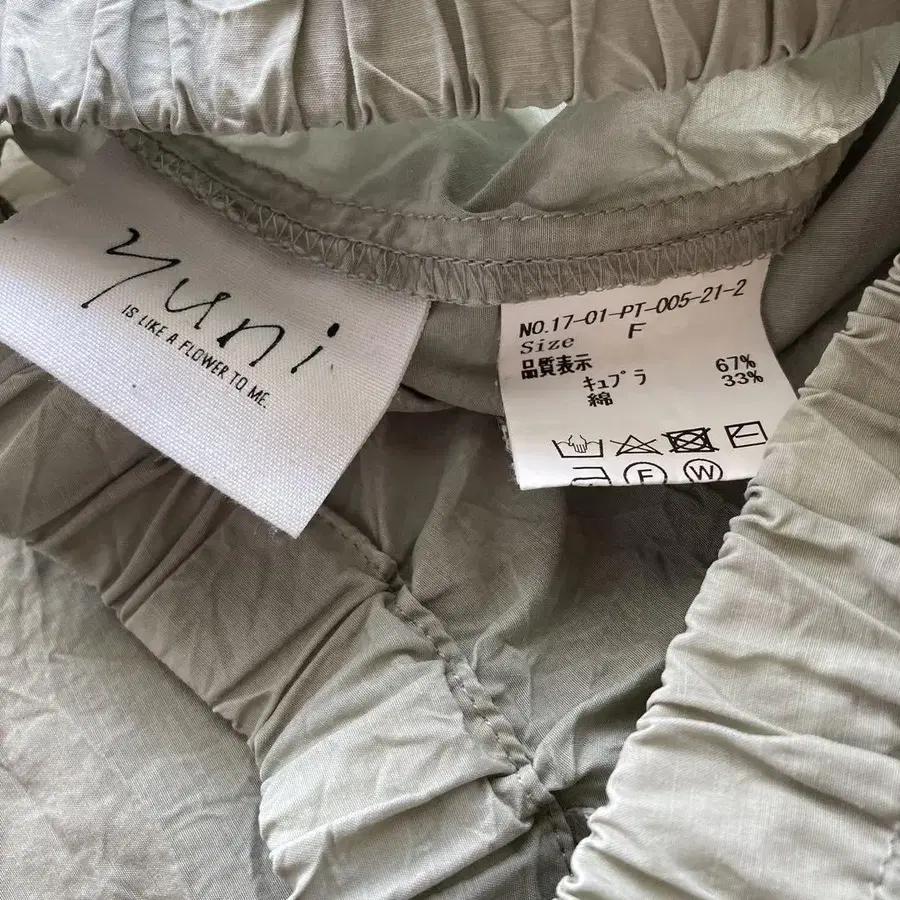 yuni
IS LIKE A FLOWER TO ME.
NO.17-01-PT-005-21-2
Size F
品質表示
キュプラ 67%
綿 33%
F W